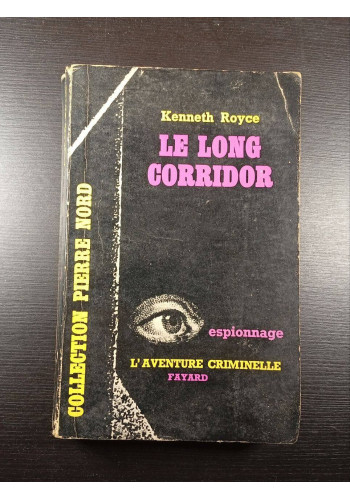 Kenneth Royce
LE LONG
CORRIDOR
COLLECTION PIERRE NORD
espionnage
L'AVENTURE CRIMINELLE
FAYARD